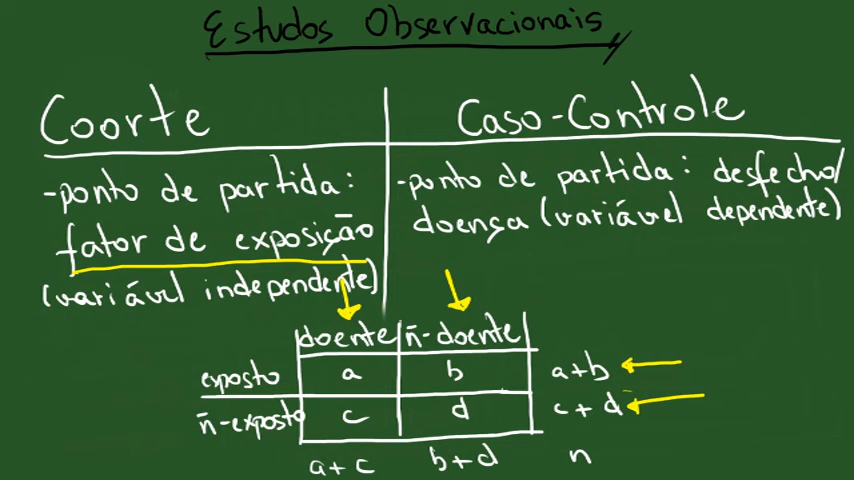 Estudos Observacionais
Coorte
Caso-Controle
-ponto de partida:
fator de exposição
(variável independente)
-ponto de partida: desfecho/
doença (variável dependente)
doente n̄-doente
exposto a b a+b
n̄-exposto c d c+d
a+c b+d n